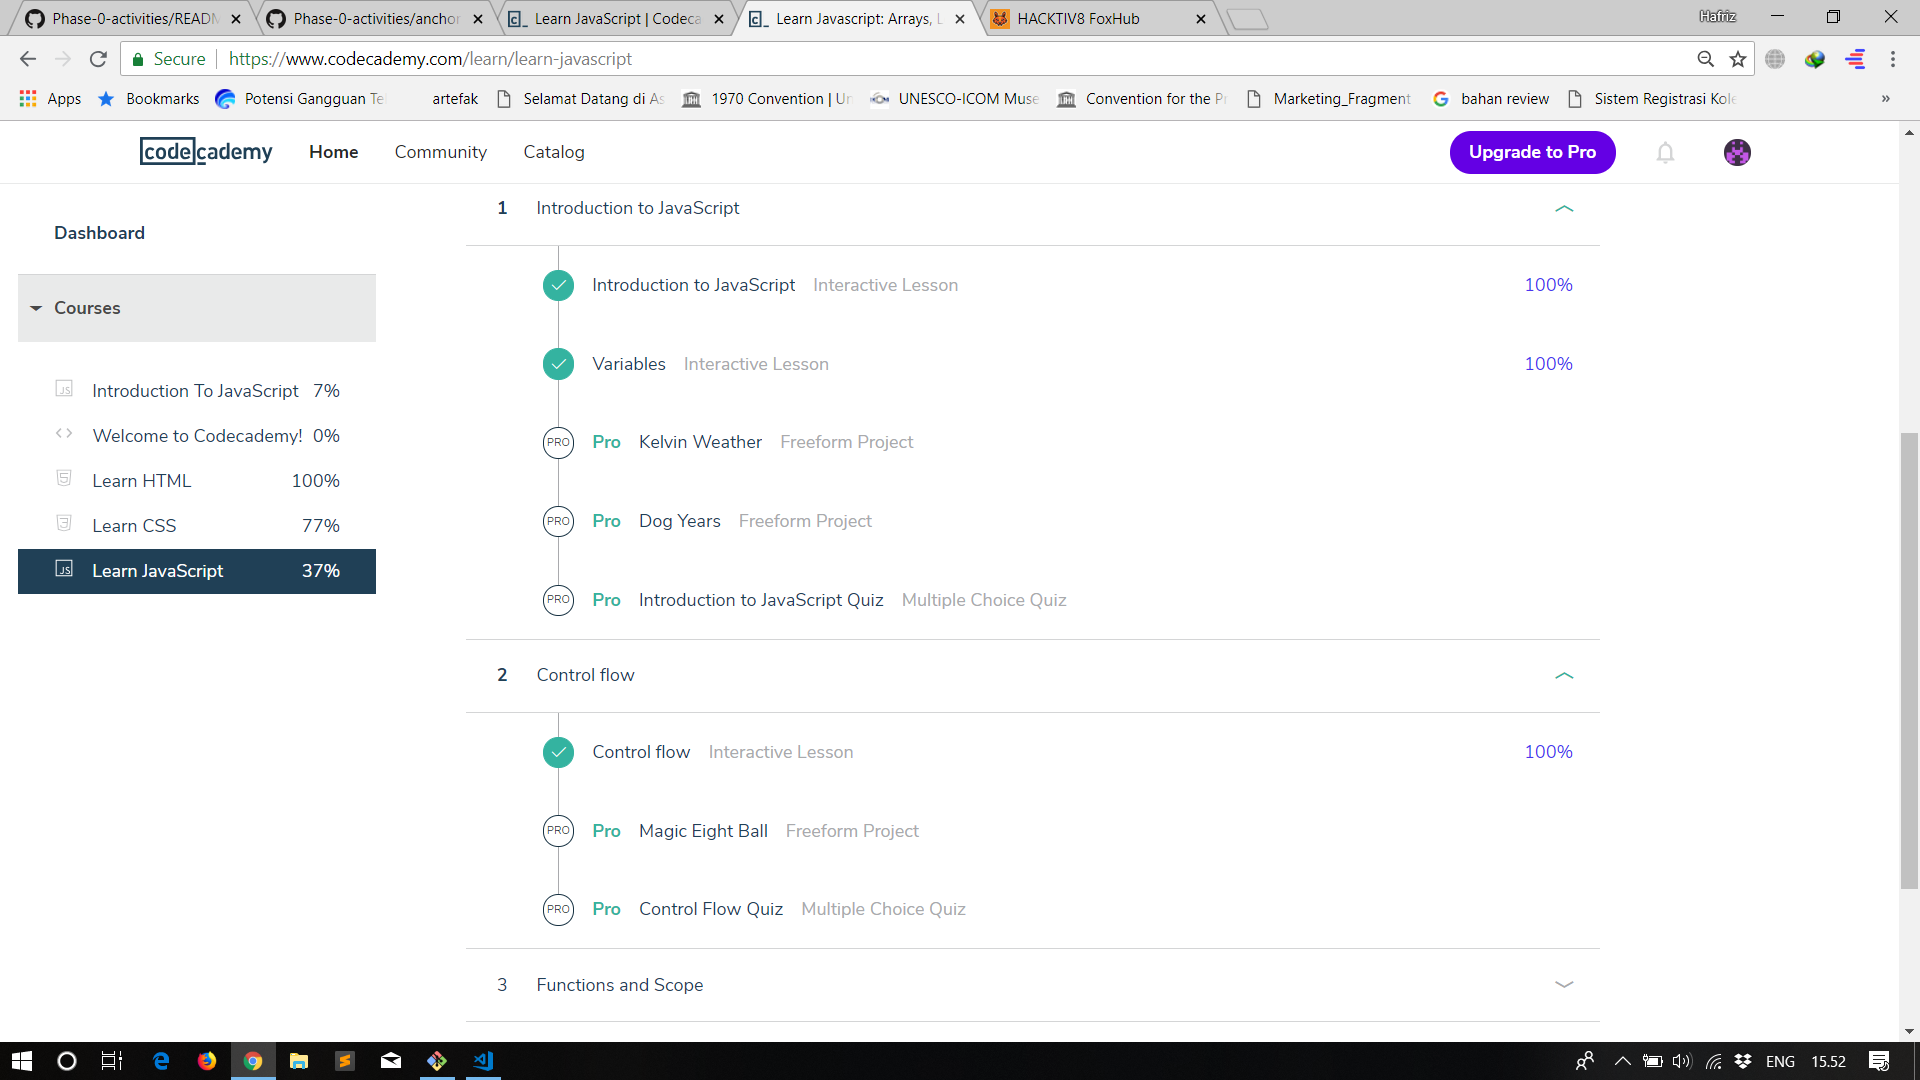 Phase-0-activities/READM
Phase-0-activities/anchor
Learn JavaScript | Codeca
Learn Javascript: Arrays, L
HACKTIV8 FoxHub
Hafriz
Secure
https://www.codecademy.com/learn/learn-javascript
Apps
Bookmarks
Potensi Gangguan Te
artefak
Selamat Datang di As
1970 Convention | Un
UNESCO-ICOM Muse
Convention for the Pr
Marketing_Fragment
bahan review
Sistem Registrasi Kole
»
codecademy
Home
Community
Catalog
Upgrade to Pro
Dashboard
Courses
Introduction To JavaScript 7%
Welcome to Codecademy! 0%
Learn HTML 100%
Learn CSS 77%
JS Learn JavaScript 37%
1 Introduction to JavaScript
Introduction to JavaScript Interactive Lesson 100%
Variables Interactive Lesson 100%
PRO Pro Kelvin Weather Freeform Project
PRO Pro Dog Years Freeform Project
PRO Pro Introduction to JavaScript Quiz Multiple Choice Quiz
2 Control flow
Control flow Interactive Lesson 100%
PRO Pro Magic Eight Ball Freeform Project
PRO Pro Control Flow Quiz Multiple Choice Quiz
3 Functions and Scope
ENG 15.52